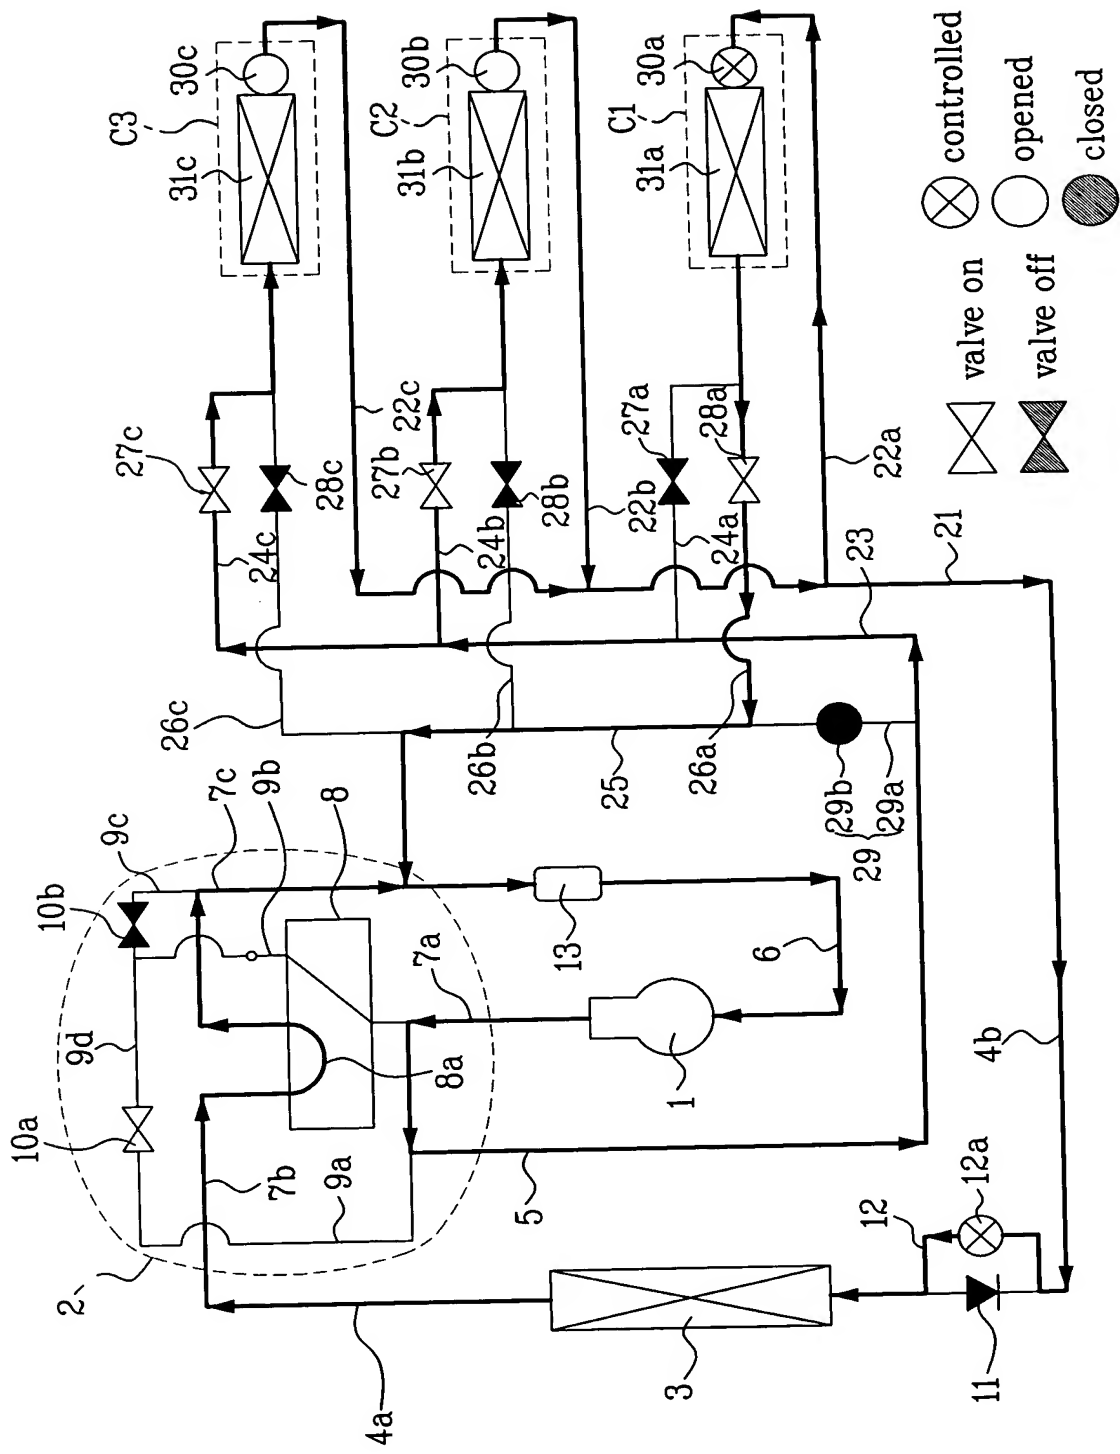 C3
31c
30c
C2
31b
30b
C1
31a
30a
controlled
opened
closed
valve on
valve off
27c
28c
24c
22c
27b
28b
24b
22b
27a
28a
24a
22a
26c
26b
26a
25
23
21
29b
29a
29
9c
7c
9b
8
10b
9d
10a
7b
8a
9a
7a
13
6
1
5
2
4a
3
4b
12
12a
11